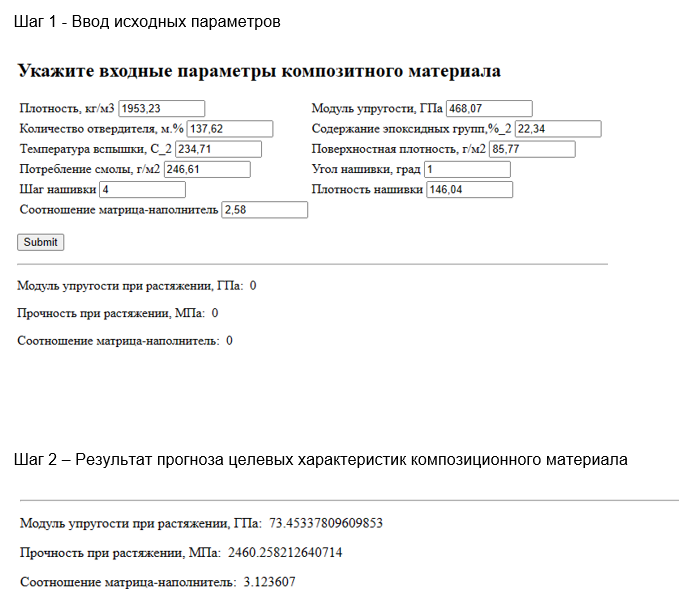 Шаг 1 - Ввод исходных параметров
Укажите входные параметры композитного материала
Плотность, кг/м3 1953,23 Модуль упругости, ГПа 468,07
Количество отвердителя, м.% 137,62 Содержание эпоксидных групп,%_2 22,34
Температура вспышки, С_2 234,71 Поверхностная плотность, г/м2 85,77
Потребление смолы, г/м2 246,61 Угол нашивки, град 1
Шаг нашивки 4 Плотность нашивки 146,04
Соотношение матрица-наполнитель 2,58
Submit
Модуль упругости при растяжении, ГПа: 0
Прочность при растяжении, МПа: 0
Соотношение матрица-наполнитель: 0
Шаг 2 – Результат прогноза целевых характеристик композиционного материала
Модуль упругости при растяжении, ГПа: 73.45337809609853
Прочность при растяжении, МПа: 2460.258212640714
Соотношение матрица-наполнитель: 3.123607